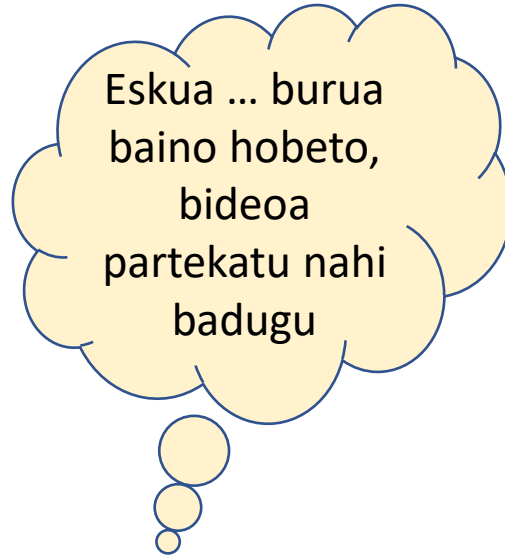 Eskua … burua
baino hobeto,
bideoa
partekatu nahi
badugu